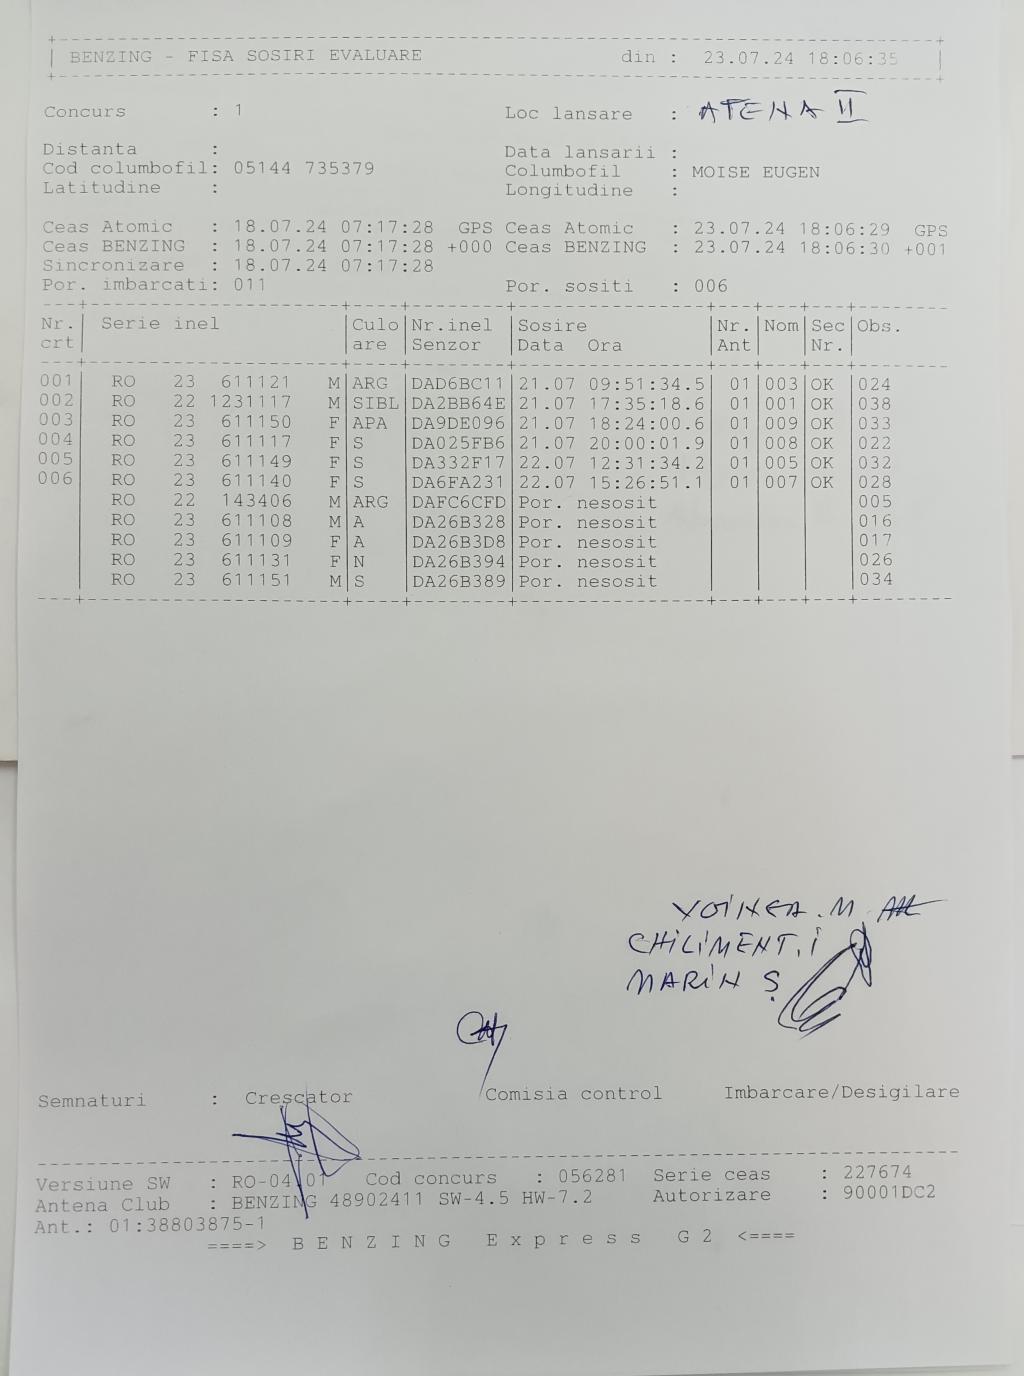 BENZING - FISA SOSIRI EVALUARE din : 23.07.24 18:06:35
Concurs : 1 Loc lansare : ATENA II
Distanta : Data lansarii :
Cod columbofil: 05144 735379 Columbofil : MOISE EUGEN
Latitudine : Longitudine :
Ceas Atomic : 18.07.24 07:17:28 GPS Ceas Atomic : 23.07.24 18:06:29 GPS
Ceas BENZING : 18.07.24 07:17:28 +000 Ceas BENZING : 23.07.24 18:06:30 +001
Sincronizare : 18.07.24 07:17:28
Por. imbarcati: 011 Por. sositi : 006
Nr. Serie inel Culo Nr.inel Sosire Nr. Nom Sec Obs.
crt are Senzor Data Ora Ant Nr.
001 RO 23 611121 M ARG DAD6BC11 21.07 09:51:34.5 01 003 OK 024
002 RO 22 1231117 M SIBL DA2BB64E 21.07 17:35:18.6 01 001 OK 038
003 RO 23 611150 F APA DA9DE096 21.07 18:24:00.6 01 009 OK 033
004 RO 23 611117 F S DA025FB6 21.07 20:00:01.9 01 008 OK 022
005 RO 23 611149 F S DA332F17 22.07 12:31:34.2 01 005 OK 032
006 RO 23 611140 F S DA6FA231 22.07 15:26:51.1 01 007 OK 028
RO 22 143406 M ARG DAFC6CFD Por. nesosit 005
RO 23 611108 M A DA26B328 Por. nesosit 016
RO 23 611109 F A DA26B3D8 Por. nesosit 017
RO 23 611131 F N DA26B394 Por. nesosit 026
RO 23 611151 M S DA26B389 Por. nesosit 034
VOINEA.M
CHILIMENT.I
MARIN Ș
Semnaturi : Crescator Comisia control Imbarcare/Desigilare
Versiune SW : RO-04.01 Cod concurs : 056281 Serie ceas : 227674
Antena Club : BENZING 48902411 SW-4.5 HW-7.2 Autorizare : 90001DC2
Ant.: 01:38803875-1
====> BENZING Express G2 <====